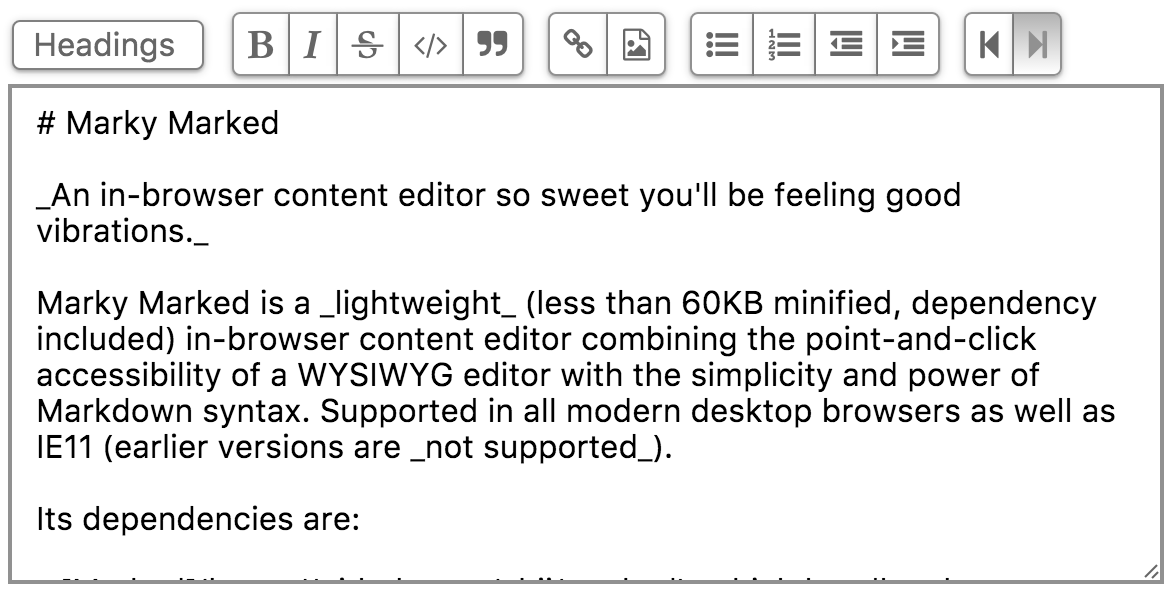 Headings B I S </> 
# Marky Marked
_An in-browser content editor so sweet you'll be feeling good
vibrations._
Marky Marked is a _lightweight_ (less than 60KB minified, dependency
included) in-browser content editor combining the point-and-click
accessibility of a WYSIWYG editor with the simplicity and power of
Markdown syntax. Supported in all modern desktop browsers as well as
IE11 (earlier versions are _not supported_).
Its dependencies are: